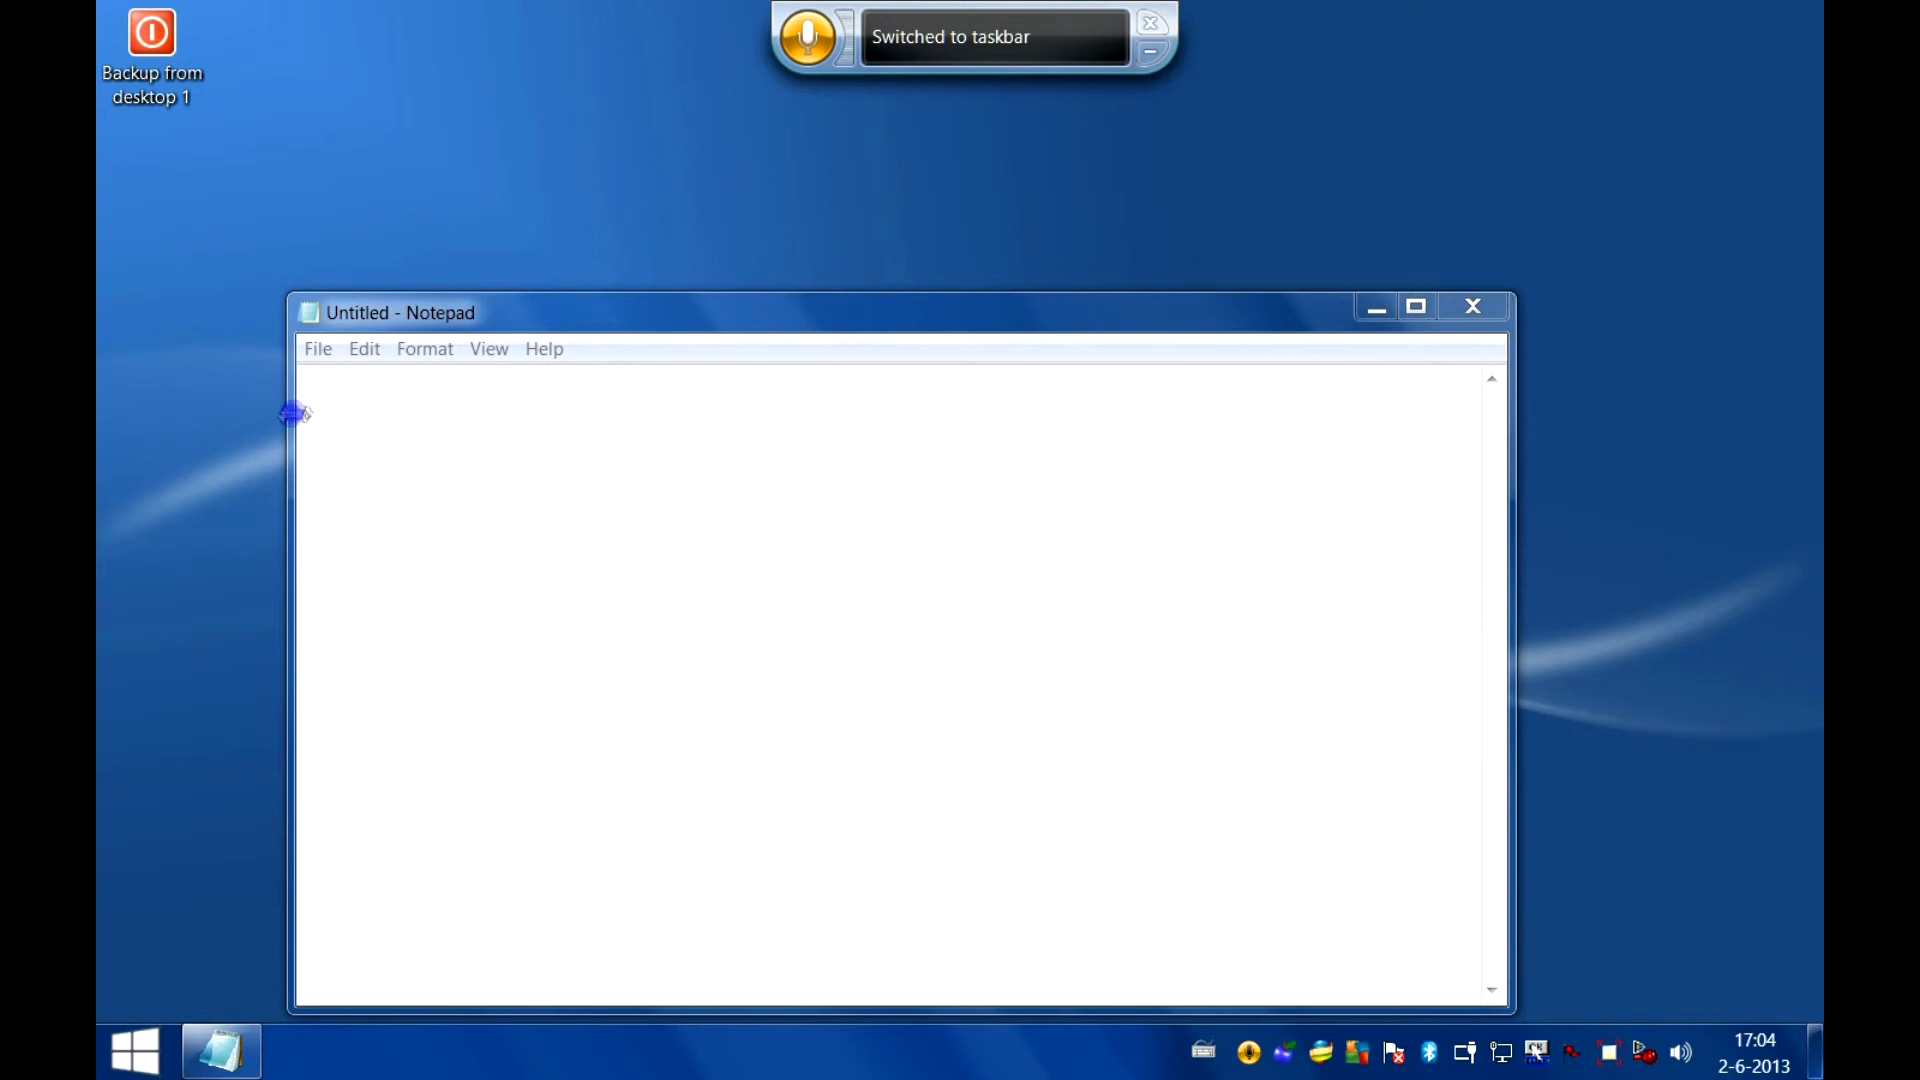 Backup from
desktop 1
Switched to taskbar
Untitled - Notepad
File Edit Format View Help
17:04
2-6-2013